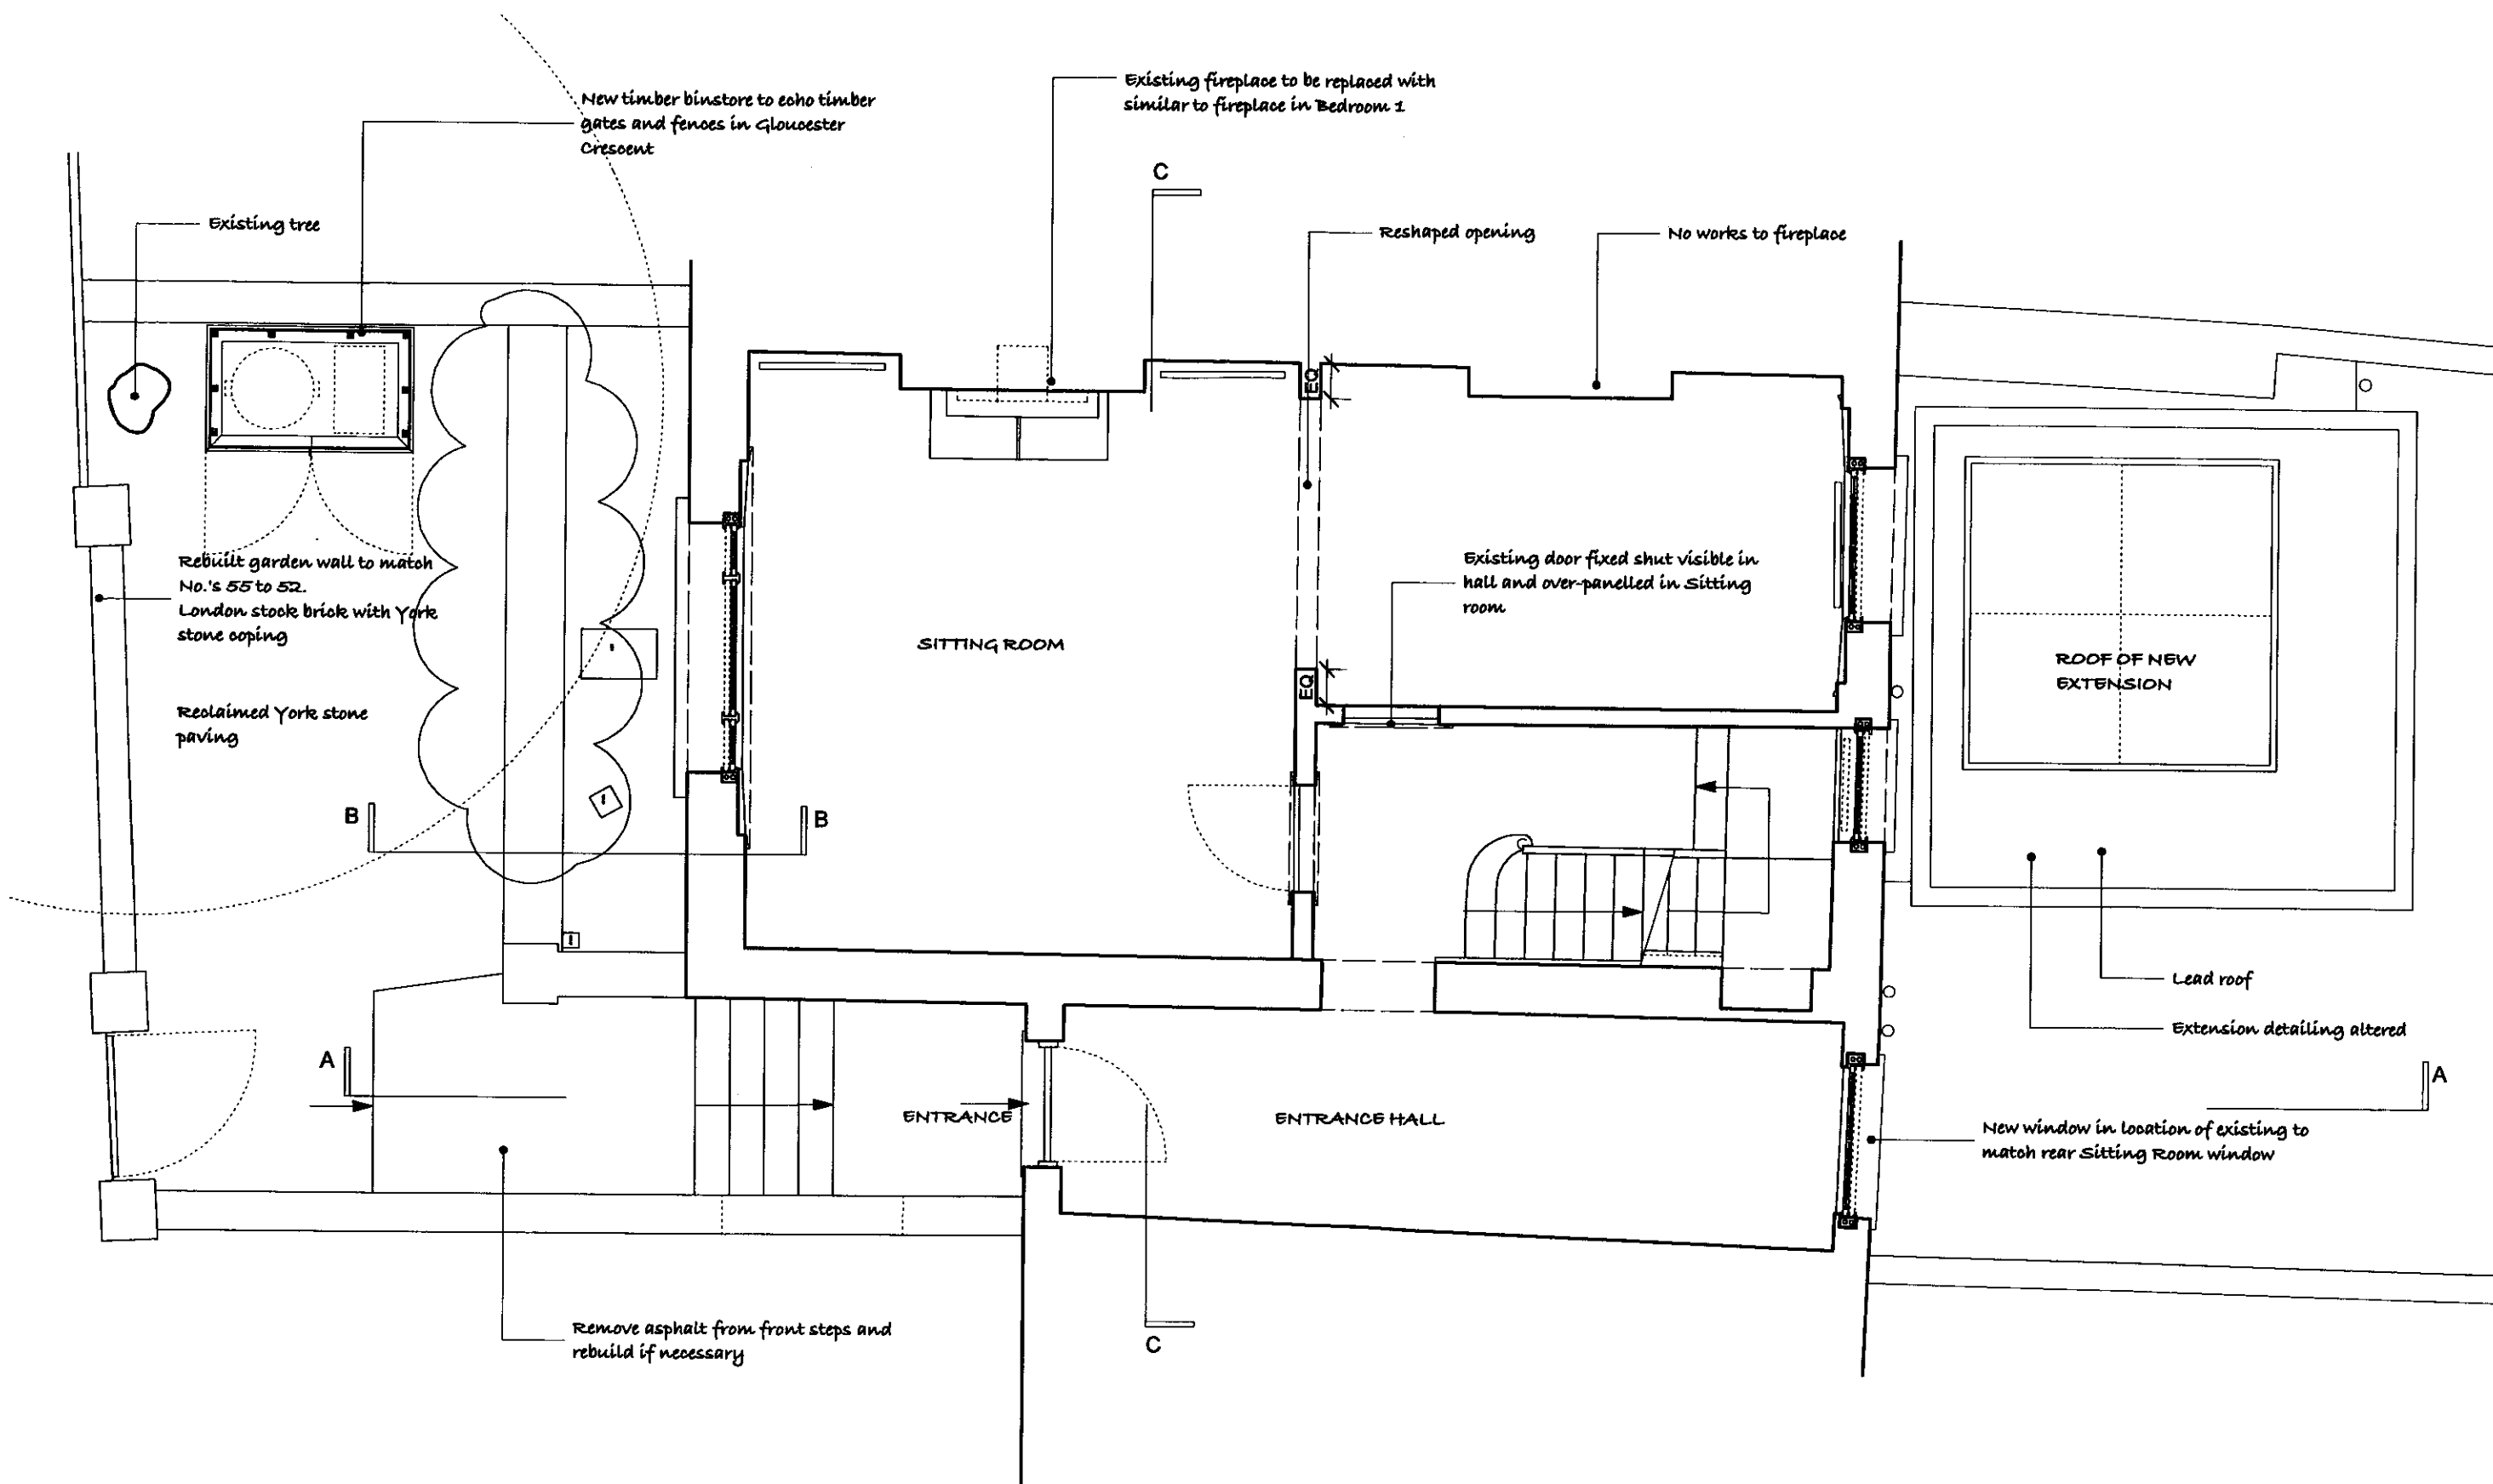 New timber binstore to echo timber
gates and fences in Gloucester
Crescent
Existing fireplace to be replaced with
similar to fireplace in Bedroom 1
C
Existing tree
Reshaped opening
No works to fireplace
EQ
Rebuilt garden wall to match
No.'s 55 to 52.
London stock brick with York
stone coping
Existing door fixed shut visible in
hall and over-panelled in Sitting
room
SITTING ROOM
ROOF OF NEW
EXTENSION
EQ
Reclaimed York stone
paving
B
B
Lead roof
Extension detailing altered
A
A
ENTRANCE
ENTRANCE HALL
New window in location of existing to
match rear Sitting Room window
Remove asphalt from front steps and
rebuild if necessary
C